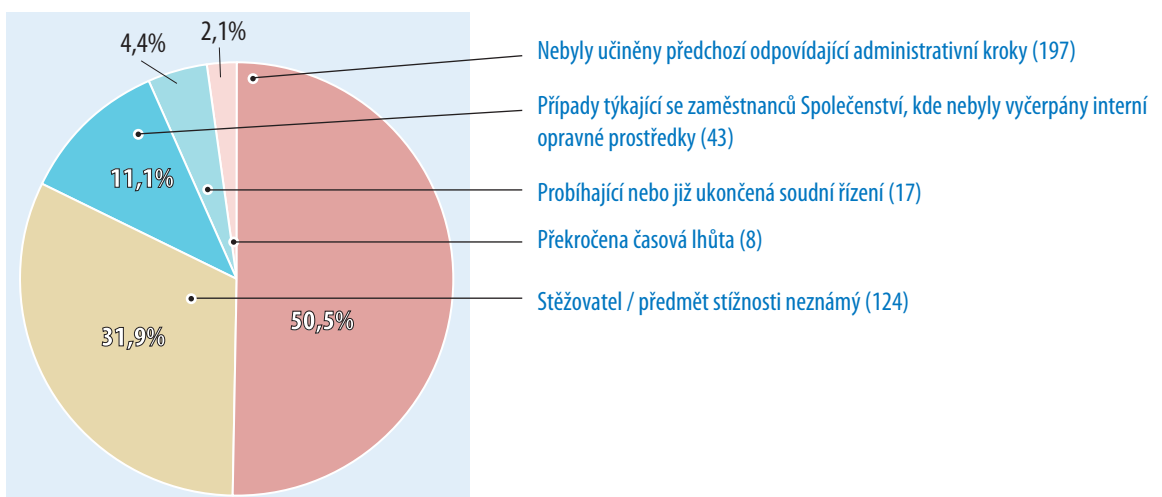 4,4%
2,1%
11,1%
31,9%
50,5%
Nebyly učiněny předchozí odpovídající administrativní kroky (197)
Případy týkající se zaměstnanců Společenství, kde nebyly vyčerpány interní
opravné prostředky (43)
Probíhající nebo již ukončená soudní řízení (17)
Překročena časová lhůta (8)
Stěžovatel / předmět stížnosti neznámý (124)